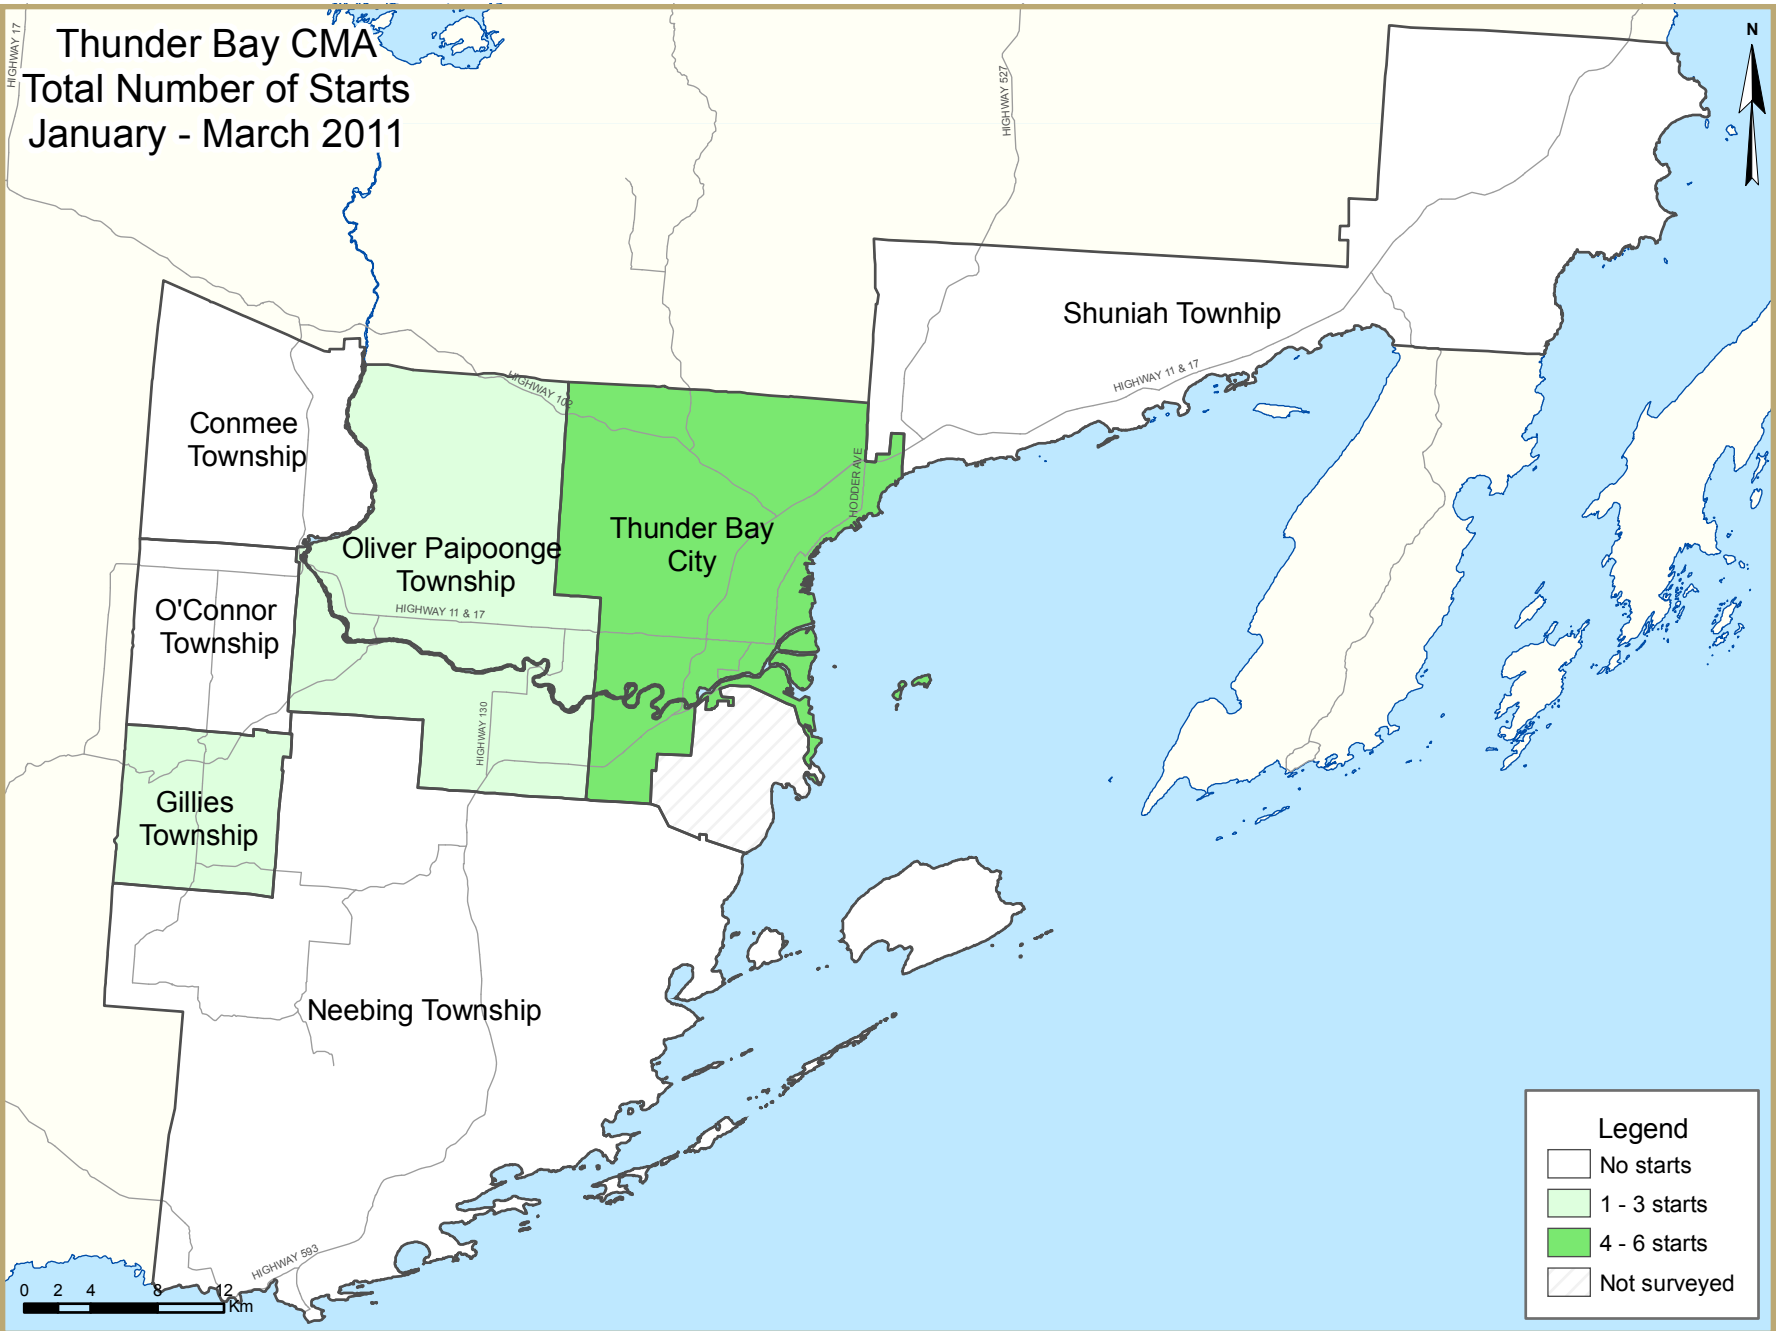 Thunder Bay CMA
Total Number of Starts
January - March 2011
HIGHWAY 17
HIGHWAY 527
N
Shuniah Townhip
HIGHWAY 11 & 17
HIGHWAY 102
Conmee
Township
HODDER AVE
Thunder Bay
City
Oliver Paipoonge
Township
HIGHWAY 11 & 17
O'Connor
Township
HIGHWAY 130
Gillies
Township
Neebing Township
HIGHWAY 593
0 2 4 8 12
Km
Legend
No starts
1 - 3 starts
4 - 6 starts
Not surveyed